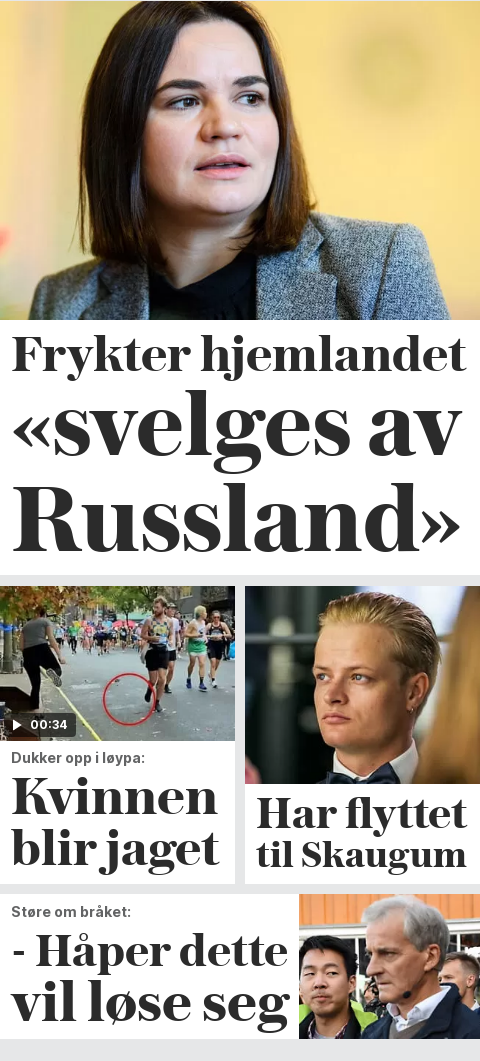 Frykter hjemlandet
«svelges av
Russland»
00:34
Dukker opp i løypa:
Kvinnen
blir jaget
Har flyttet
til Skaugum
Støre om bråket:
- Håper dette
vil løse seg